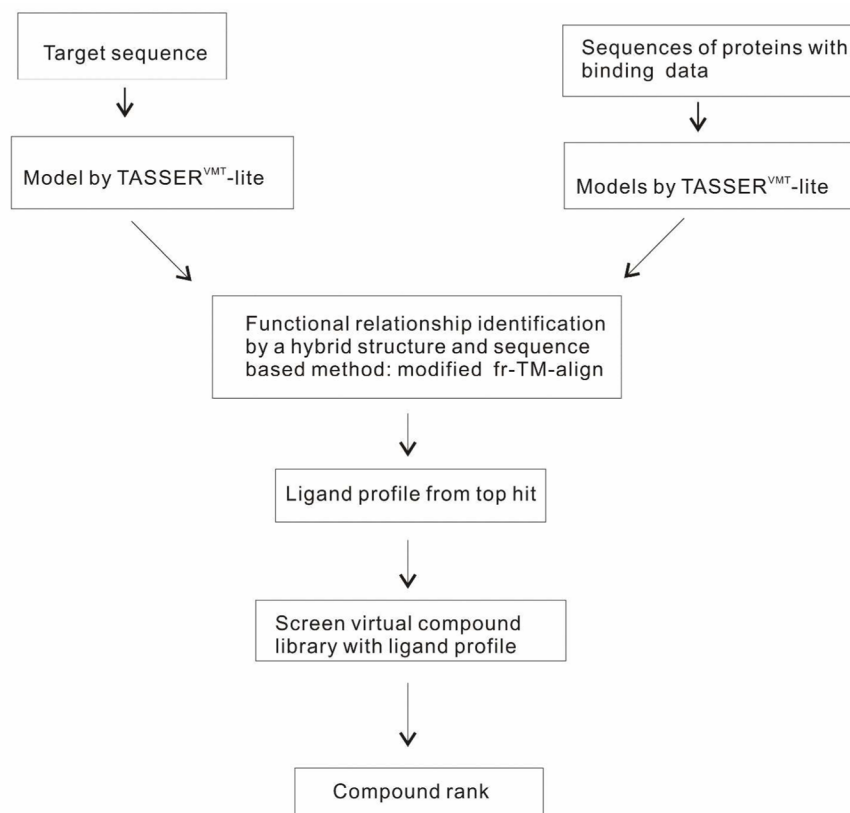 Target sequence
Sequences of proteins with
binding data
Model by TASSERVMT-lite
Models by TASSERVMT-lite
Functional relationship identification
by a hybrid structure and sequence
based method: modified fr-TM-align
Ligand profile from top hit
Screen virtual compound
library with ligand profile
Compound rank